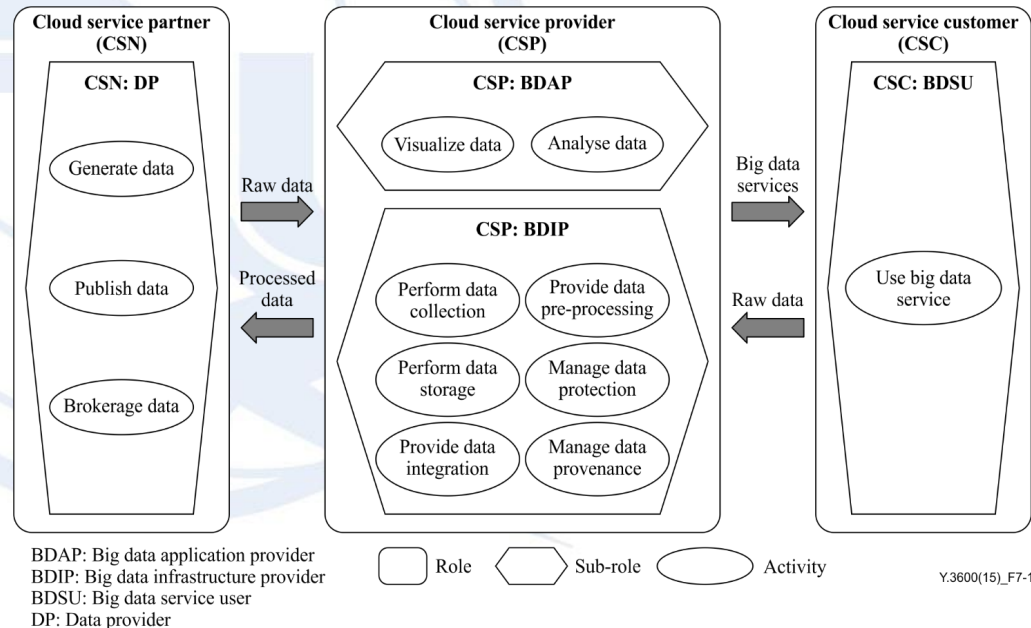 Cloud service partner
(CSN)
CSN: DP
Generate data
Publish data
Brokerage data
Raw data
Processed
data
Cloud service provider
(CSP)
CSP: BDAP
Visualize data
Analyse data
CSP: BDIP
Perform data
collection
Provide data
pre-processing
Perform data
storage
Manage data
protection
Provide data
integration
Manage data
provenance
Big data
services
Raw data
Cloud service customer
(CSC)
CSC: BDSU
Use big data
service
BDAP: Big data application provider
BDIP: Big data infrastructure provider
BDSU: Big data service user
DP: Data provider
Role
Sub-role
Activity
Y.3600(15)_F7-1